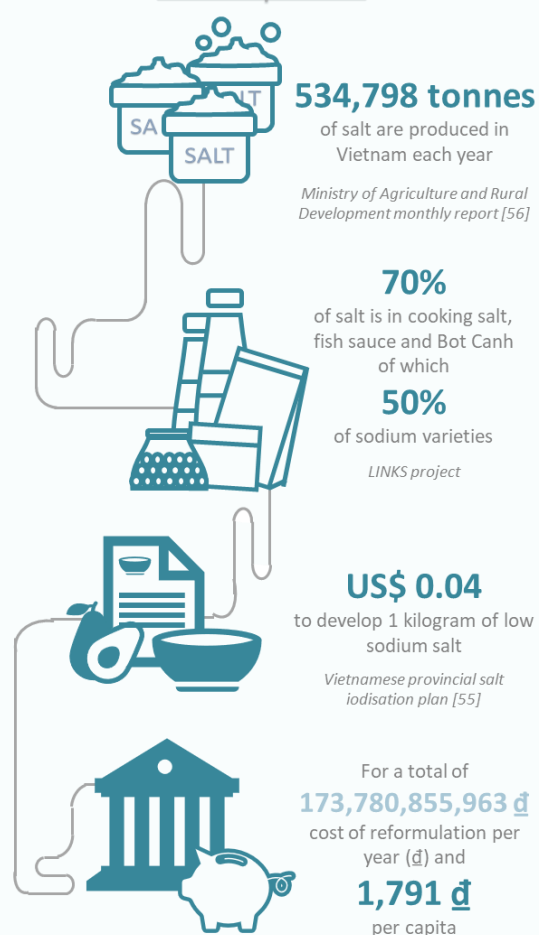 SA
LT
SALT
534,798 tonnes
of salt are produced in
Vietnam each year
Ministry of Agriculture and Rural
Development monthly report [56]
70%
of salt is in cooking salt,
fish sauce and Bot Canh
of which
50%
of sodium varieties
LINKS project
US$ 0.04
to develop 1 kilogram of low
sodium salt
Vietnamese provincial salt
iodisation plan [55]
For a total of
173,780,855,963 ₫
cost of reformulation per
year (₫) and
1,791 ₫
per capita